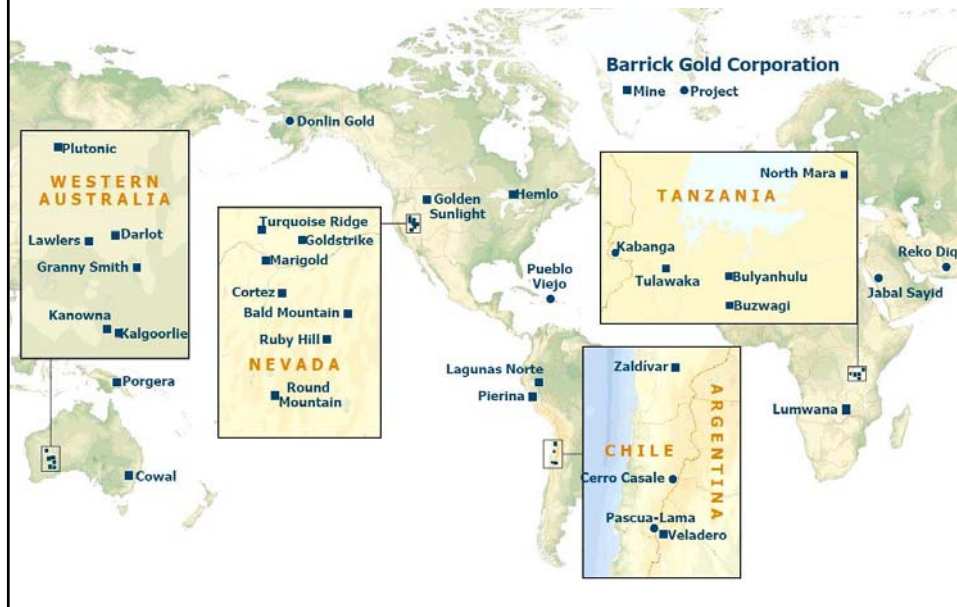 Barrick Gold Corporation
Mine Project
Donlin Gold
Plutonic
WESTERN
AUSTRALIA
Lawlers
Darlot
Granny Smith
Kanowna
Kalgoorlie
Porgera
Cowal
Turquoise Ridge
Goldstrike
Marigold
Cortez
Bald Mountain
Ruby Hill
NEVADA
Round
Mountain
Golden
Sunlight
Hemlo
Pueblo
Viejo
Lagunas Norte
Pierina
TANZANIA
North Mara
Kabanga
Tulawaka
Bulyanhulu
Buzwagi
Reko Diq
Jabal Sayid
Lumwana
Zaldívar
CHILE
ARGENTINA
Cerro Casale
Pascua-Lama
Veladero